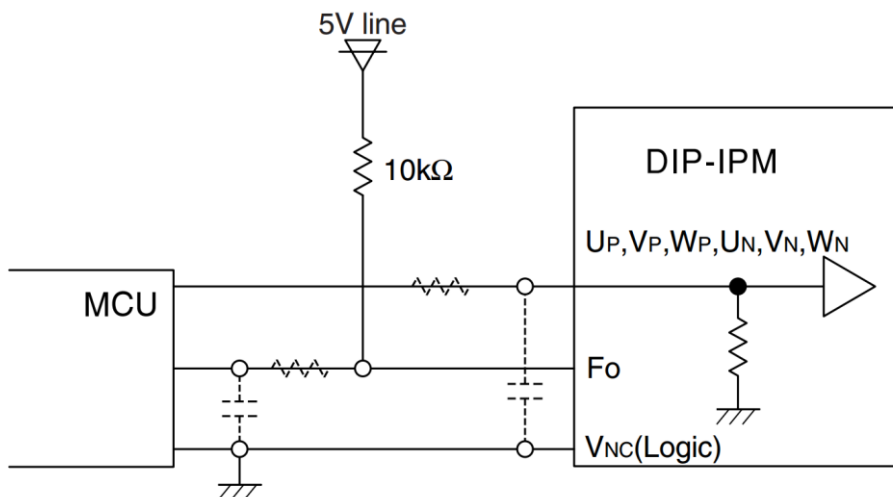 5V line
10kΩ
DIP-IPM
UP,VP,WP,UN,VN,WN
MCU
Fo
VNC(Logic)